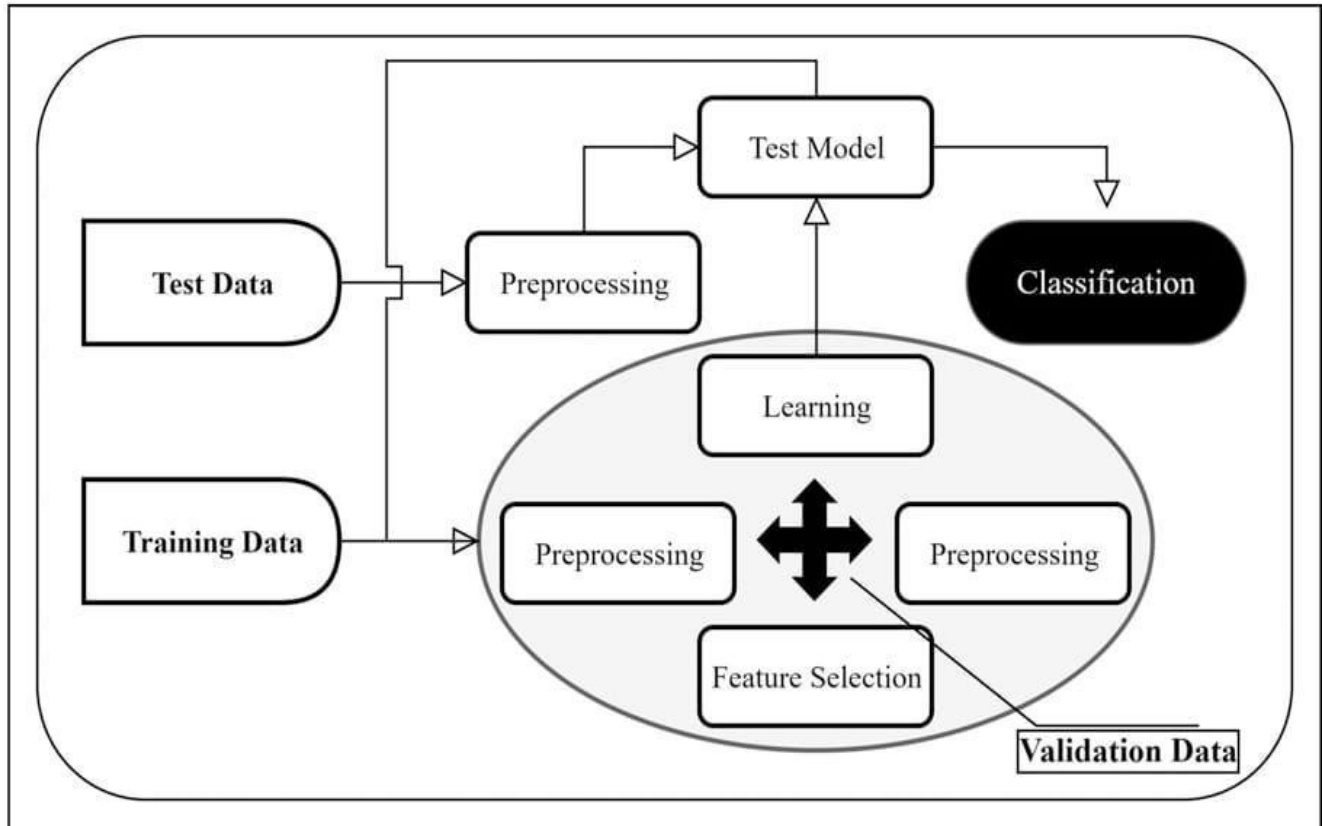 Test Model
Test Data
Preprocessing
Classification
Learning
Training Data
Preprocessing
Preprocessing
Feature Selection
Validation Data